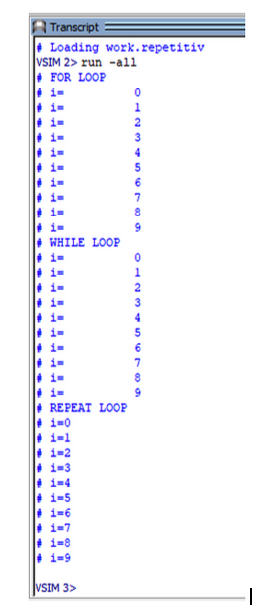 Transcript
# Loading work.repetitiv
VSIM 2> run -all
# FOR LOOP
# i=          0
# i=          1
# i=          2
# i=          3
# i=          4
# i=          5
# i=          6
# i=          7
# i=          8
# i=          9
# WHILE LOOP
# i=          0
# i=          1
# i=          2
# i=          3
# i=          4
# i=          5
# i=          6
# i=          7
# i=          8
# i=          9
# REPEAT LOOP
# i=0
# i=1
# i=2
# i=3
# i=4
# i=5
# i=6
# i=7
# i=8
# i=9
VSIM 3>